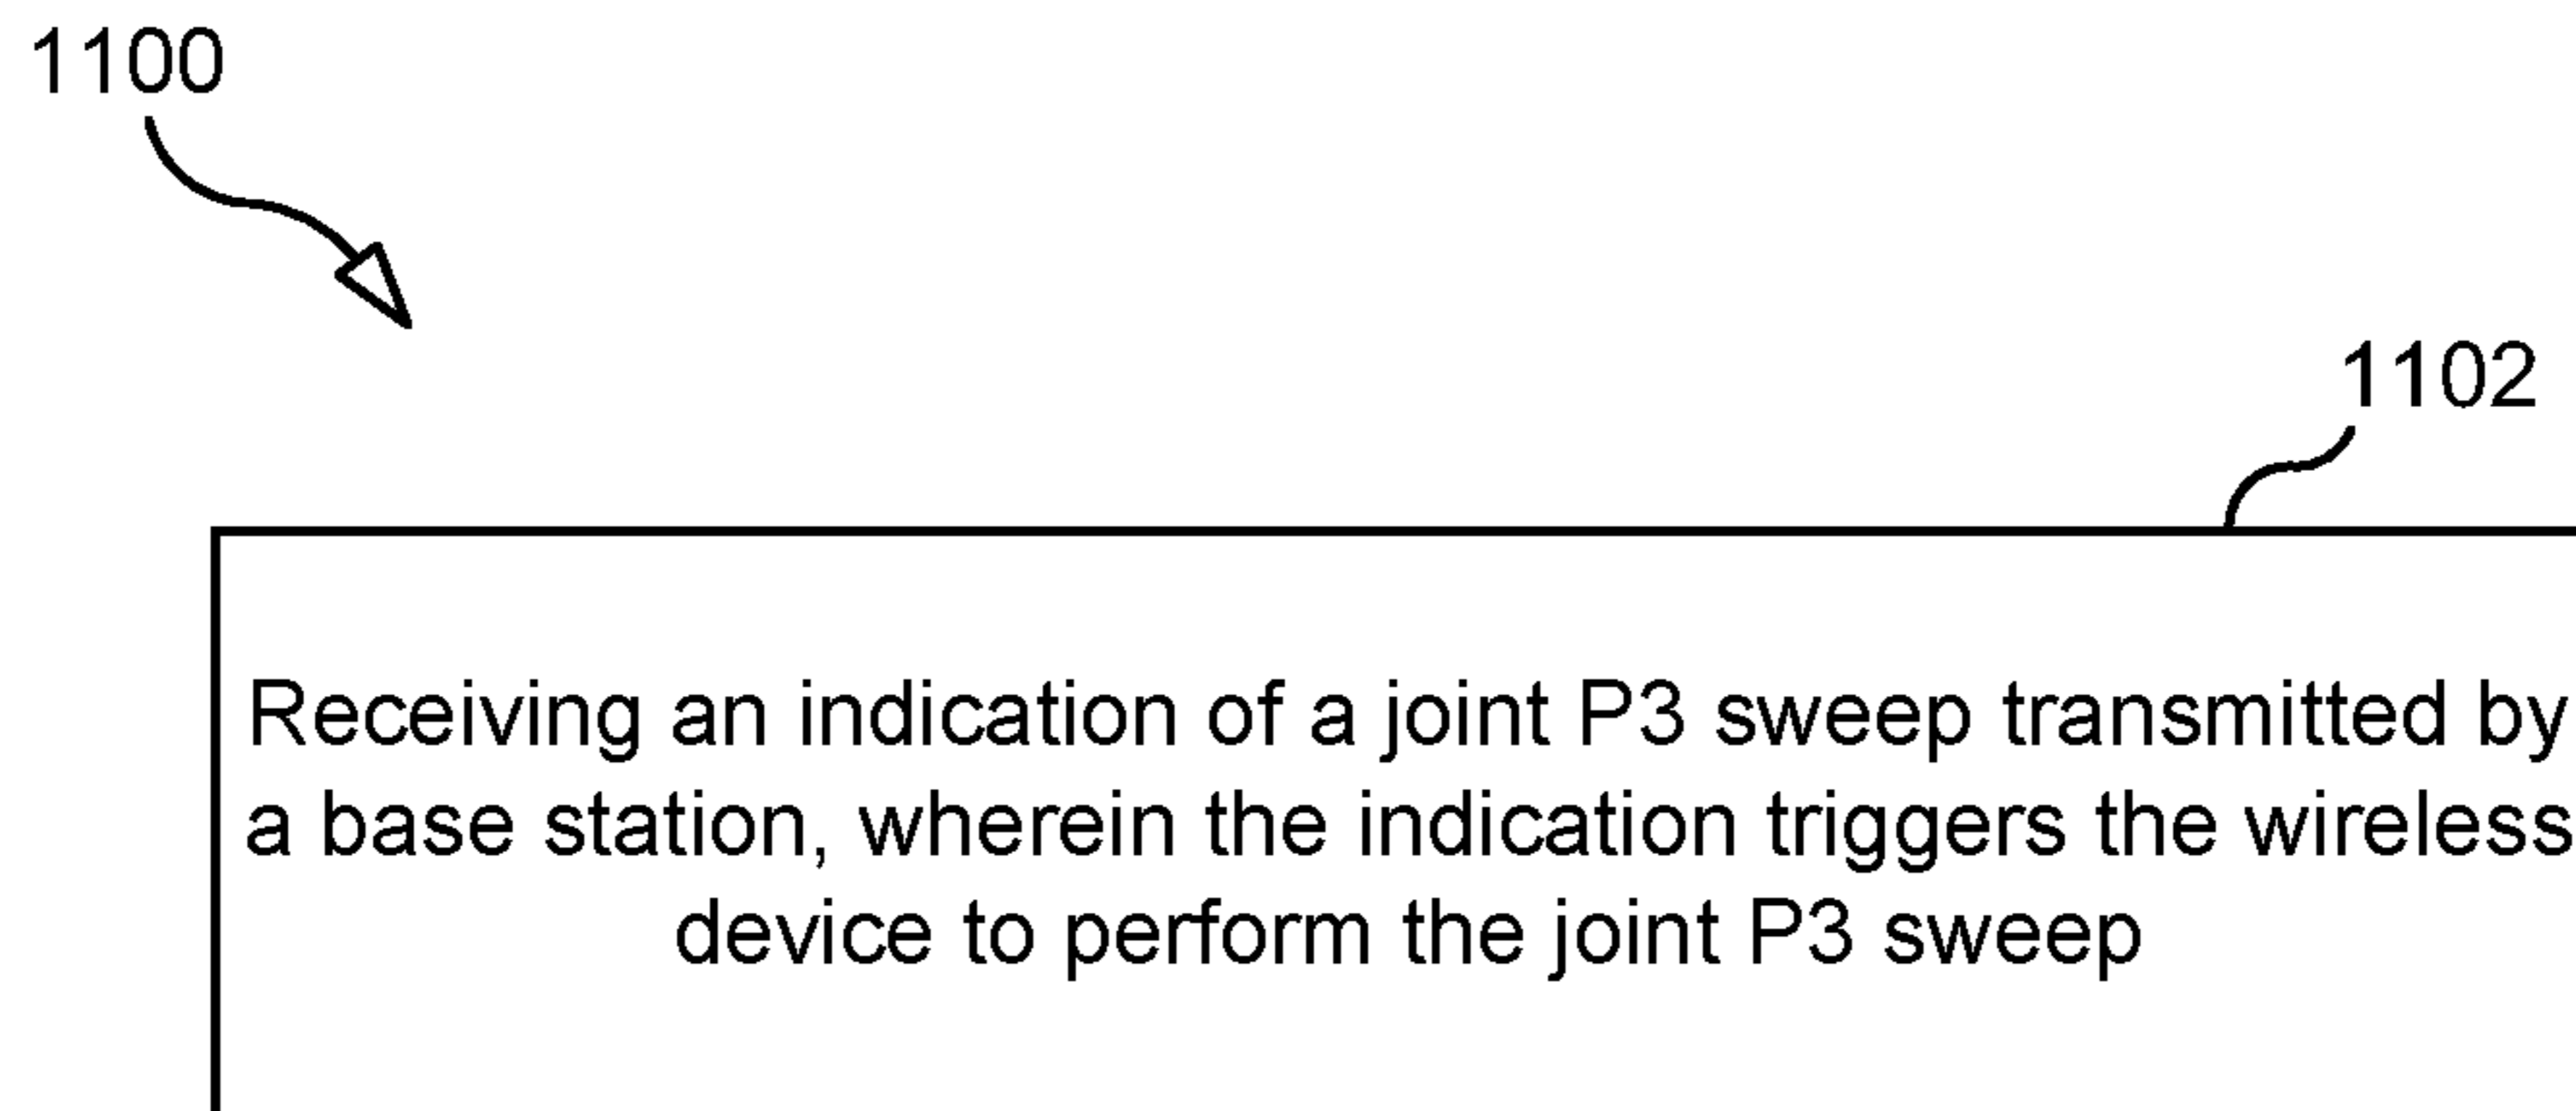 1100
1102
Receiving an indication of a joint P3 sweep transmitted by
a base station, wherein the indication triggers the wireless
device to perform the joint P3 sweep